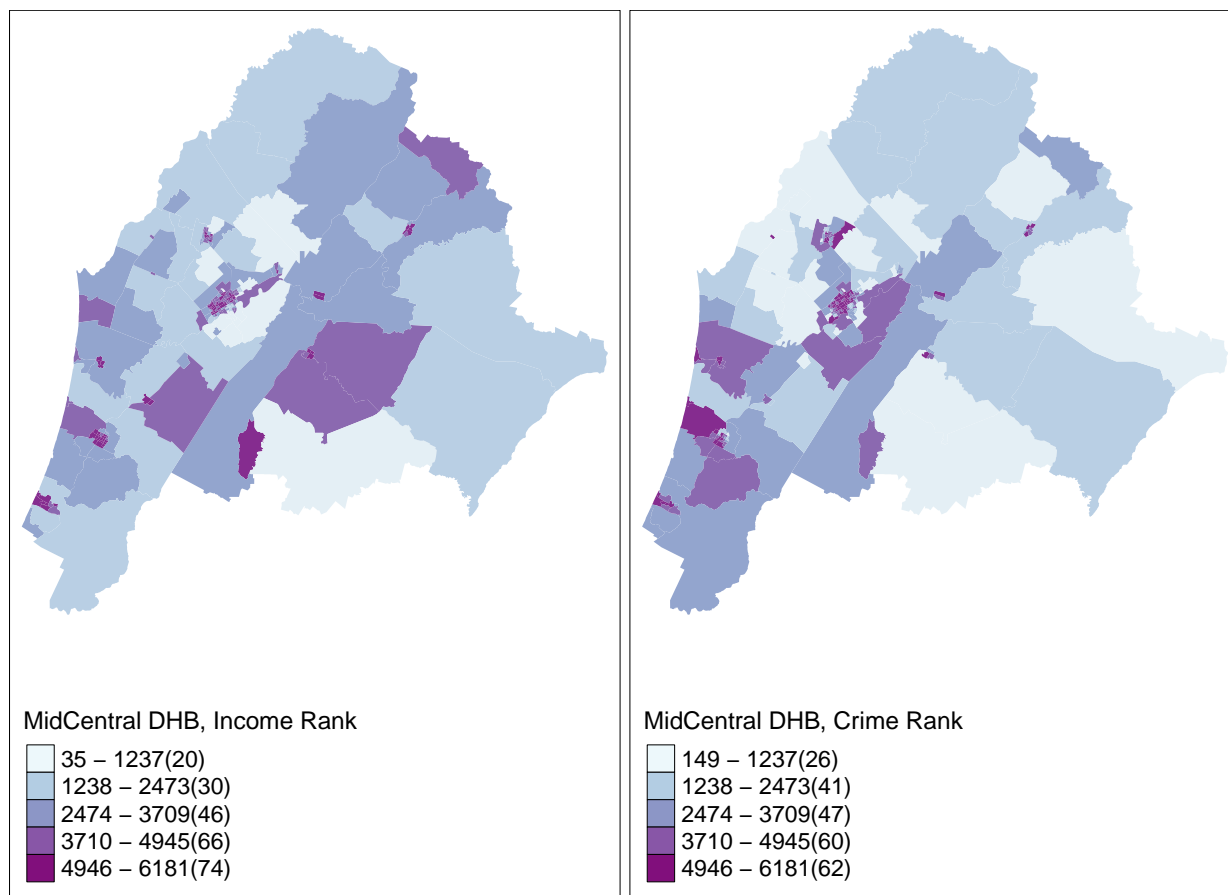 MidCentral DHB, Income Rank
35 – 1237(20)
1238 – 2473(30)
2474 – 3709(46)
3710 – 4945(66)
4946 – 6181(74)
MidCentral DHB, Crime Rank
149 – 1237(26)
1238 – 2473(41)
2474 – 3709(47)
3710 – 4945(60)
4946 – 6181(62)